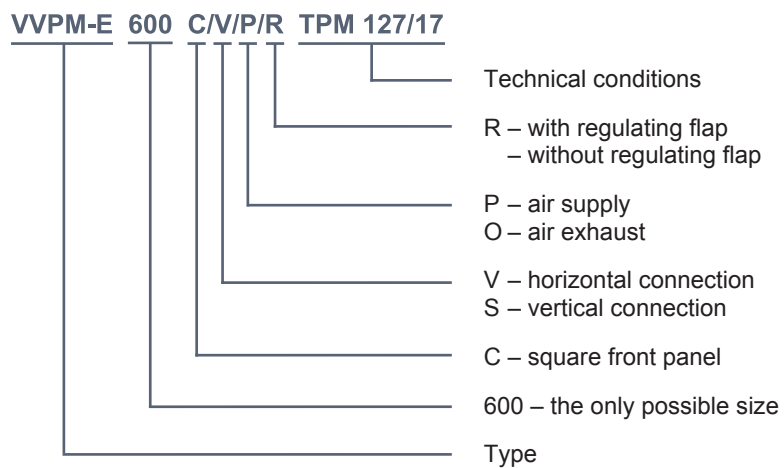 VVPM-E 600 C/V/P/R TPM 127/17
Technical conditions
R – with regulating flap
– without regulating flap
P – air supply
O – air exhaust
V – horizontal connection
S – vertical connection
C – square front panel
600 – the only possible size
Type